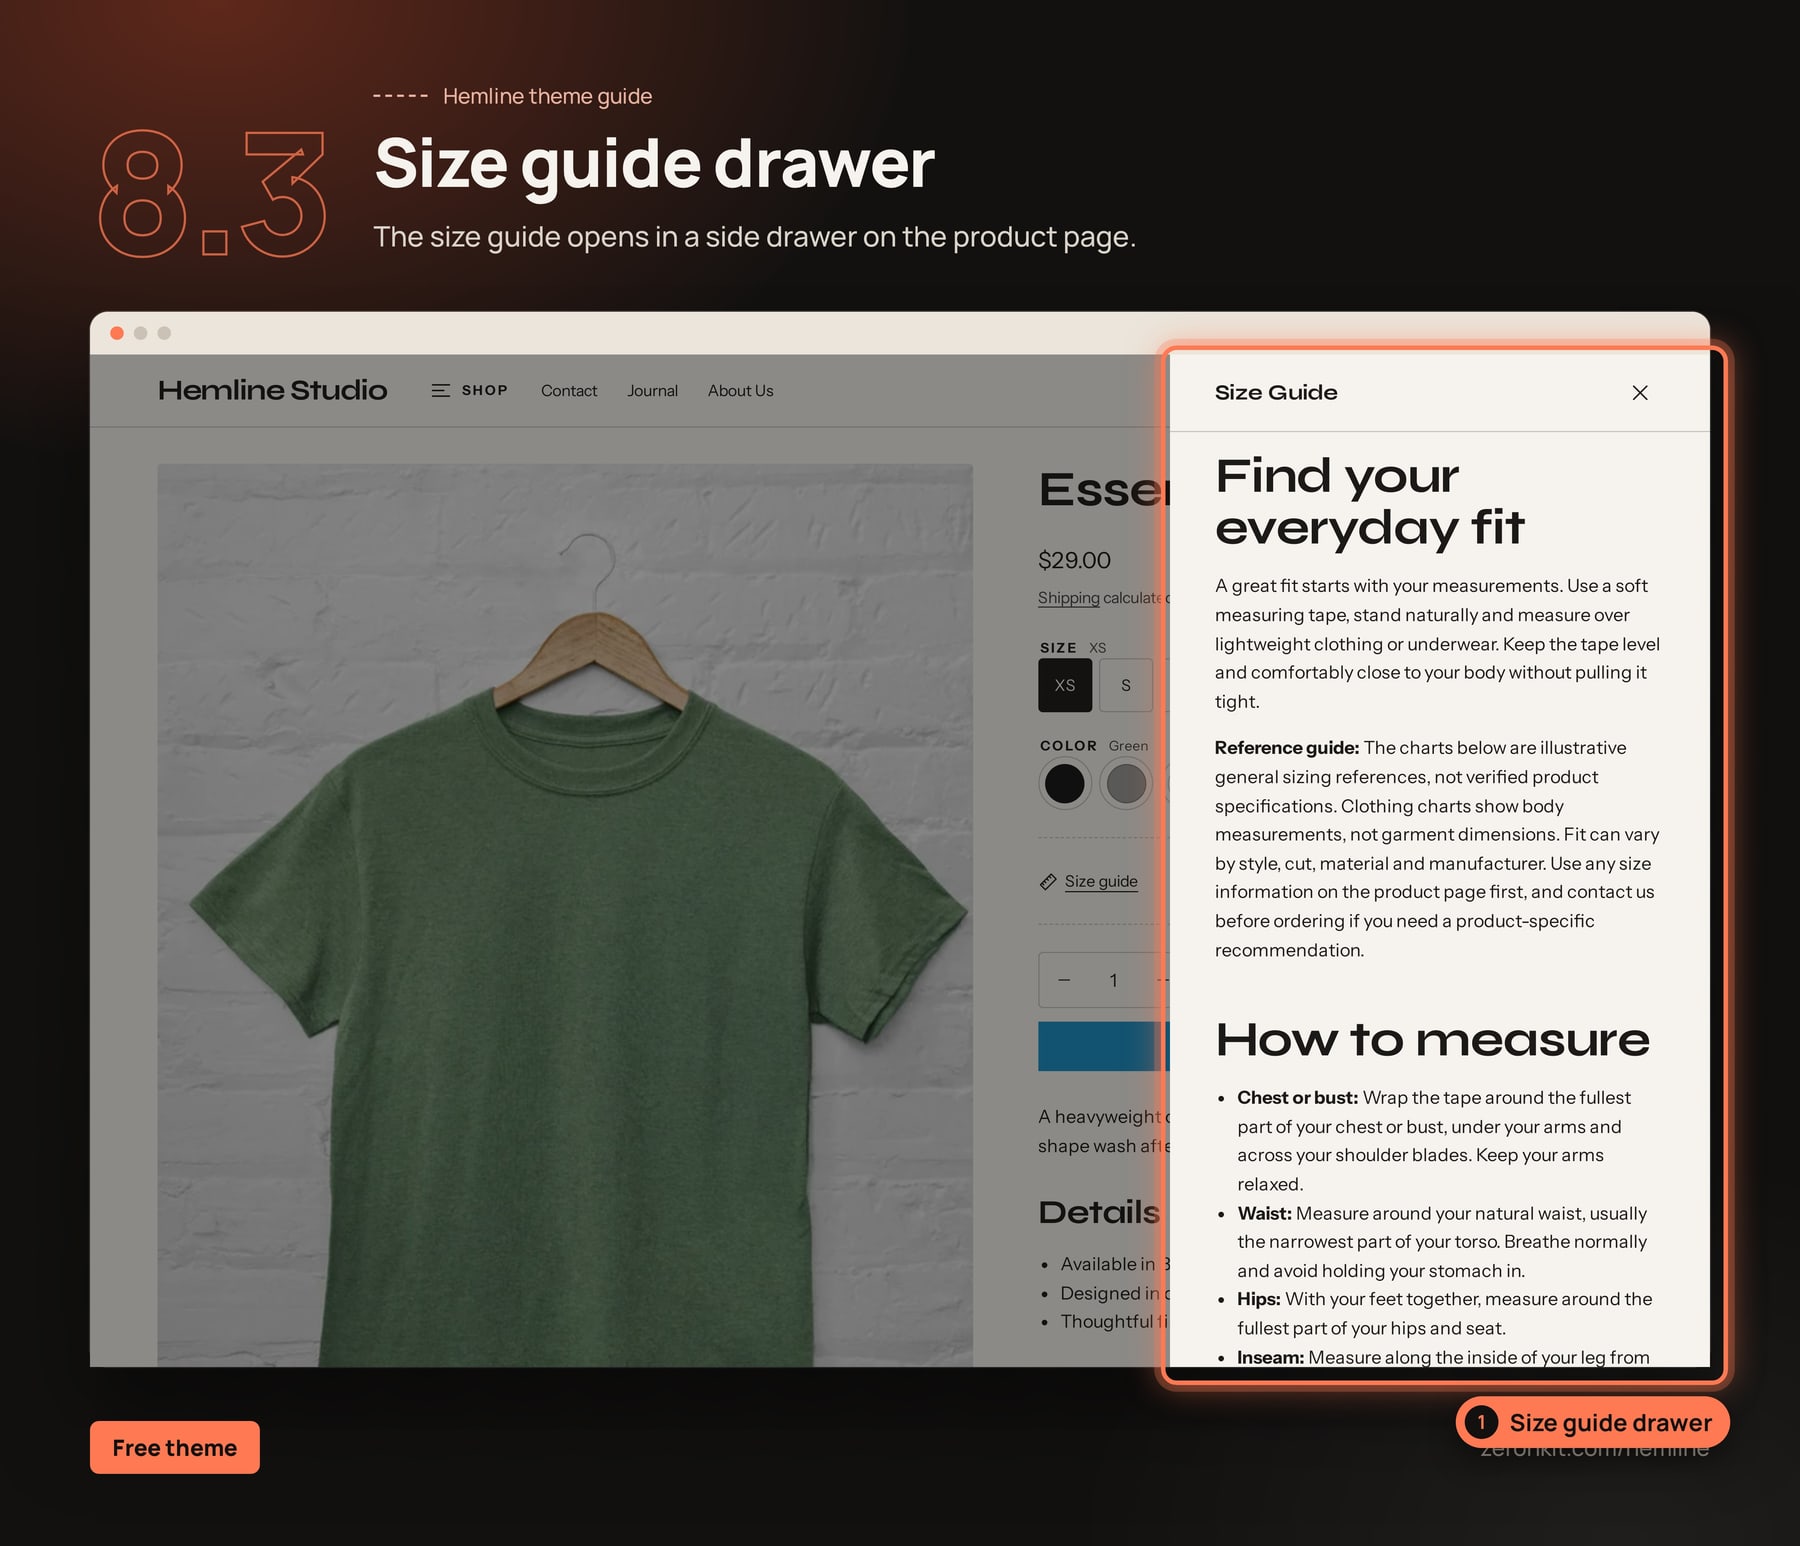 Hemline theme guide
8.3
Size guide drawer
The size guide opens in a side drawer on the product page.
Hemline Studio
SHOP
Contact
Journal
About Us
$29.00
Shipping
SIZE XS
XS
S
COLOR Green
Size guide
1
A heavyweight
shape wash
Details
Available in
Designed in
Thoughtful
Size Guide
Find your
everyday fit
A great fit starts with your measurements. Use a soft
measuring tape, stand naturally and measure over
lightweight clothing or underwear. Keep the tape level
and comfortably close to your body without pulling it
tight.
Reference guide: The charts below are illustrative
general sizing references, not verified product
specifications. Clothing charts show body
measurements, not garment dimensions. Fit can vary
by style, cut, material and manufacturer. Use any size
information on the product page first, and contact us
before ordering if you need a product-specific
recommendation.
How to measure
• Chest or bust: Wrap the tape around the fullest
part of your chest or bust, under your arms and
across your shoulder blades. Keep your arms
relaxed.
• Waist: Measure around your natural waist, usually
the narrowest part of your torso. Breathe normally
and avoid holding your stomach in.
• Hips: With your feet together, measure around the
fullest part of your hips and seat.
• Inseam: Measure along the inside of your leg from
Free theme
1 Size guide drawer